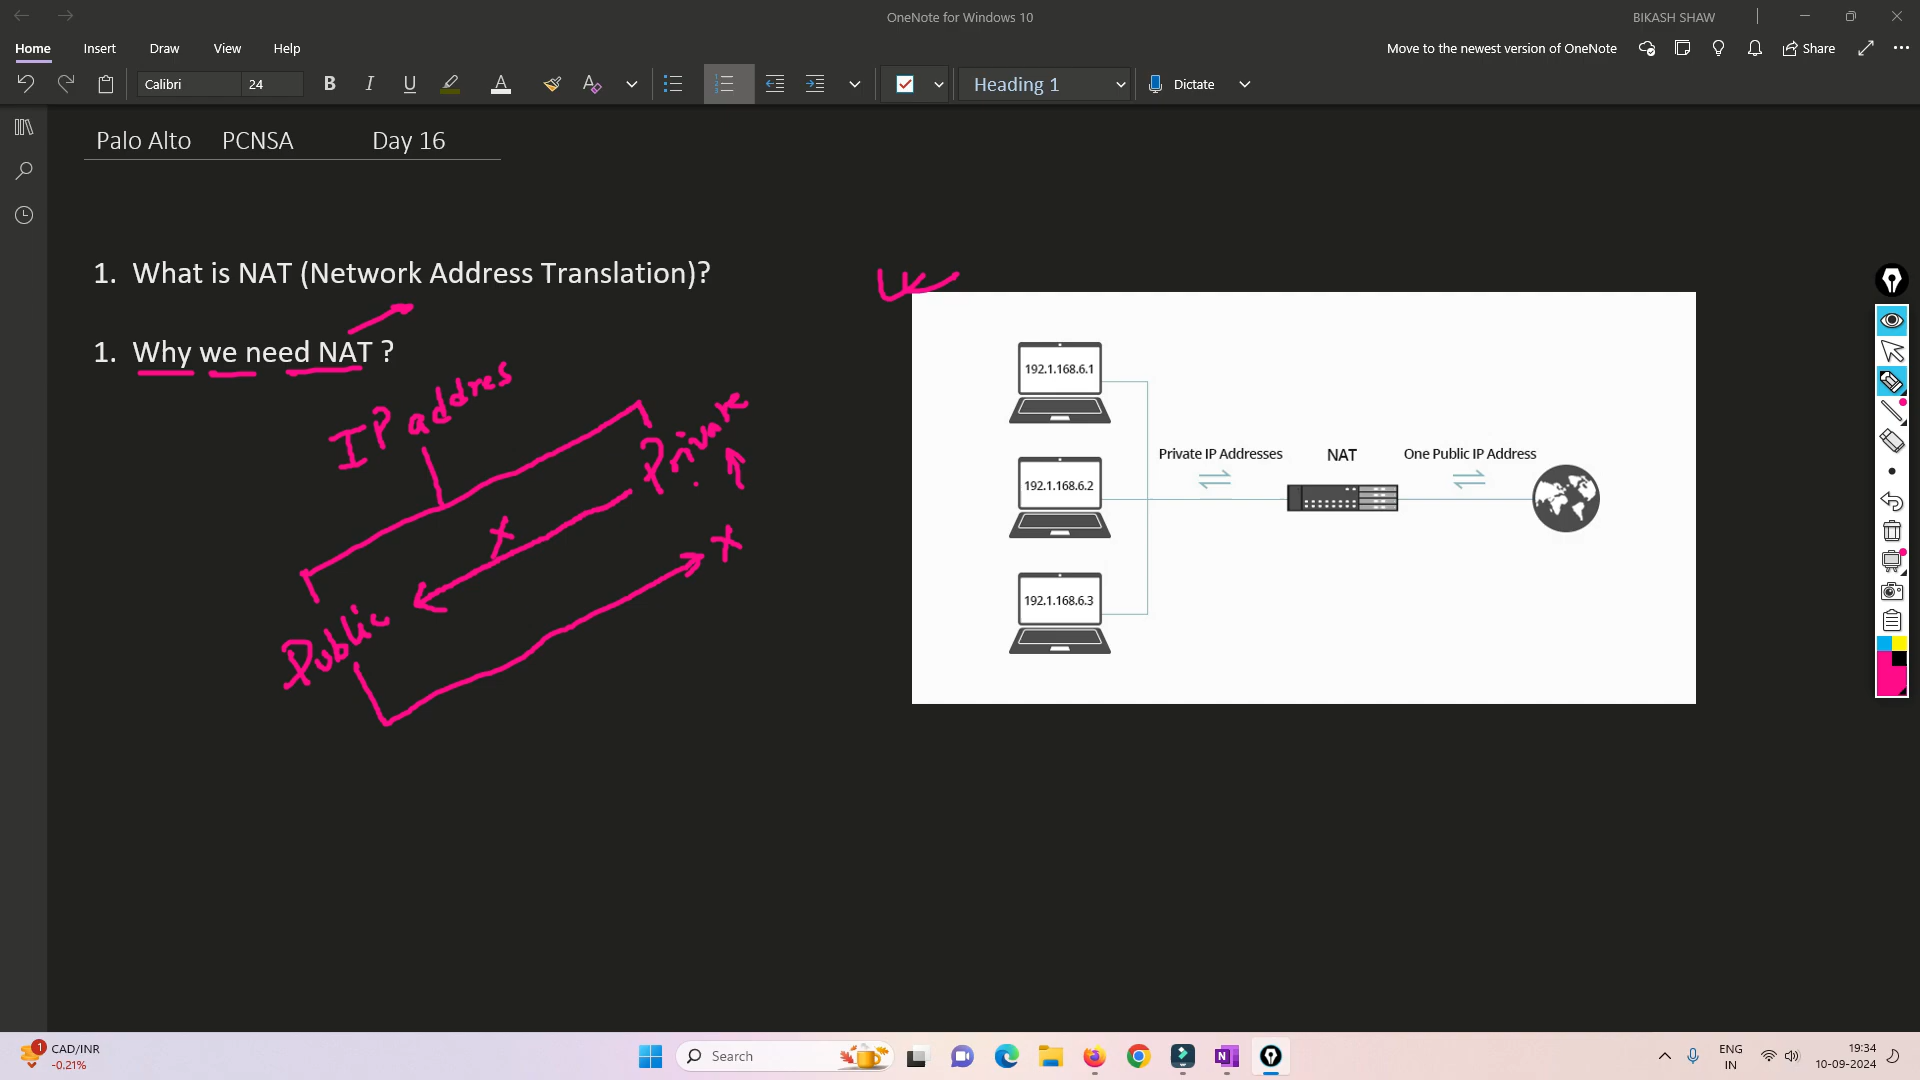 OneNote for Windows 10
BIKASH SHAW
Home Insert Draw View Help
Move to the newest version of OneNote
Share
Calibri 24 B I U A A
Heading 1
Dictate
Palo Alto PCNSA Day 16
1. What is NAT (Network Address Translation)?
1. Why we need NAT ?
IP addres
Private
x
x
Public
192.1.168.6.1
192.1.168.6.2
192.1.168.6.3
Private IP Addresses
NAT
One Public IP Address
1
CAD/INR
-0.21%
Search
ENG
IN
19:34
10-09-2024